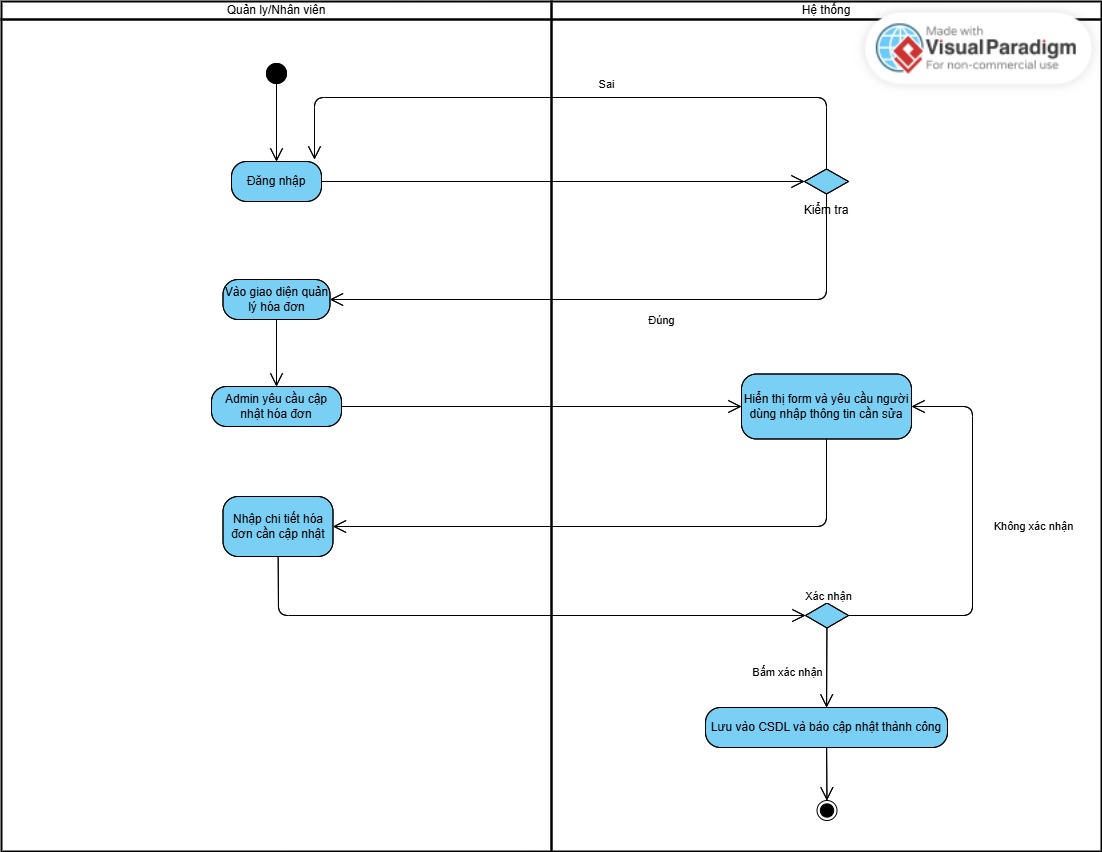 Quản ly/Nhân viên
Hệ thống
Made with
Visual Paradigm
For non-commercial use
Sai
Đăng nhập
Kiểm tra
Vào giao diện quản
lý hóa đơn
Đúng
Admin yêu cầu cập
nhật hóa đơn
Hiển thị form và yêu cầu người
dùng nhập thông tin cần sửa
Nhập chi tiết hóa
đơn cần cập nhật
Không xác nhận
Xác nhận
Bấm xác nhận
Lưu vào CSDL và báo cập nhật thành công